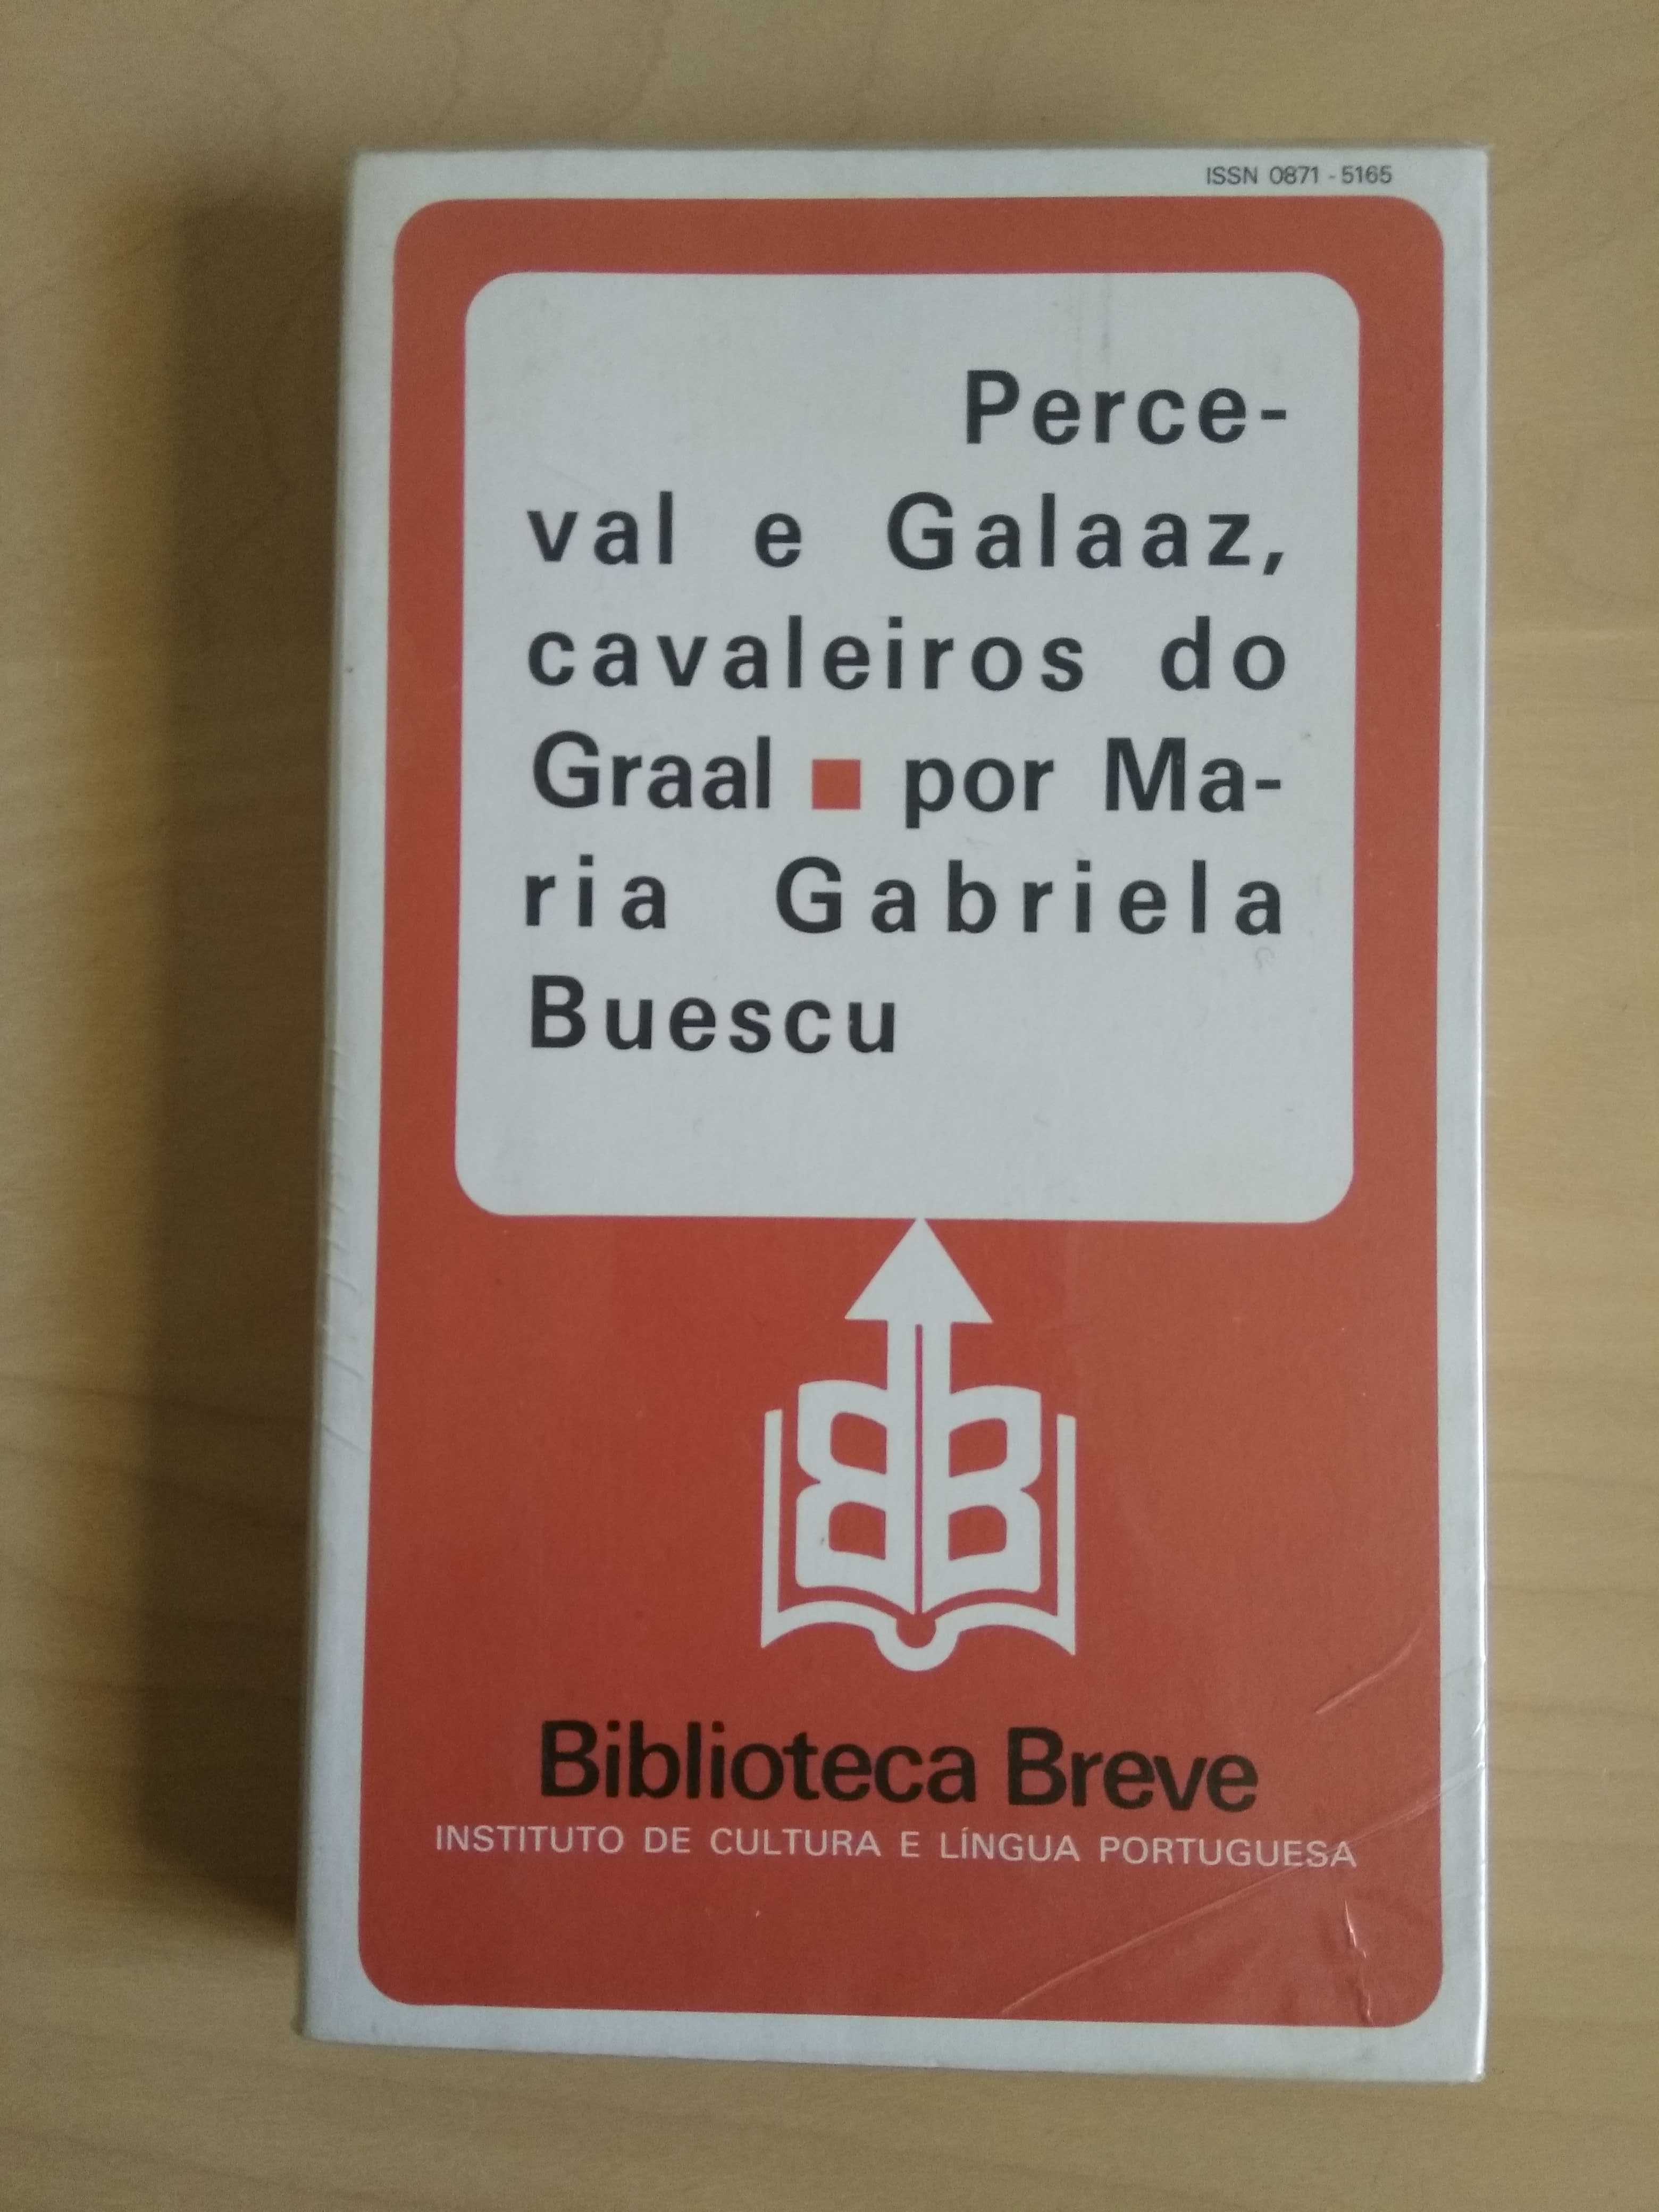 ISSN 0871 - 5165
Perce-
val e Galaaz,
cavaleiros do
Graal ■ por Ma-
ria Gabriela
Buescu
BB
Biblioteca Breve
INSTITUTO DE CULTURA E LÍNGUA PORTUGUESA